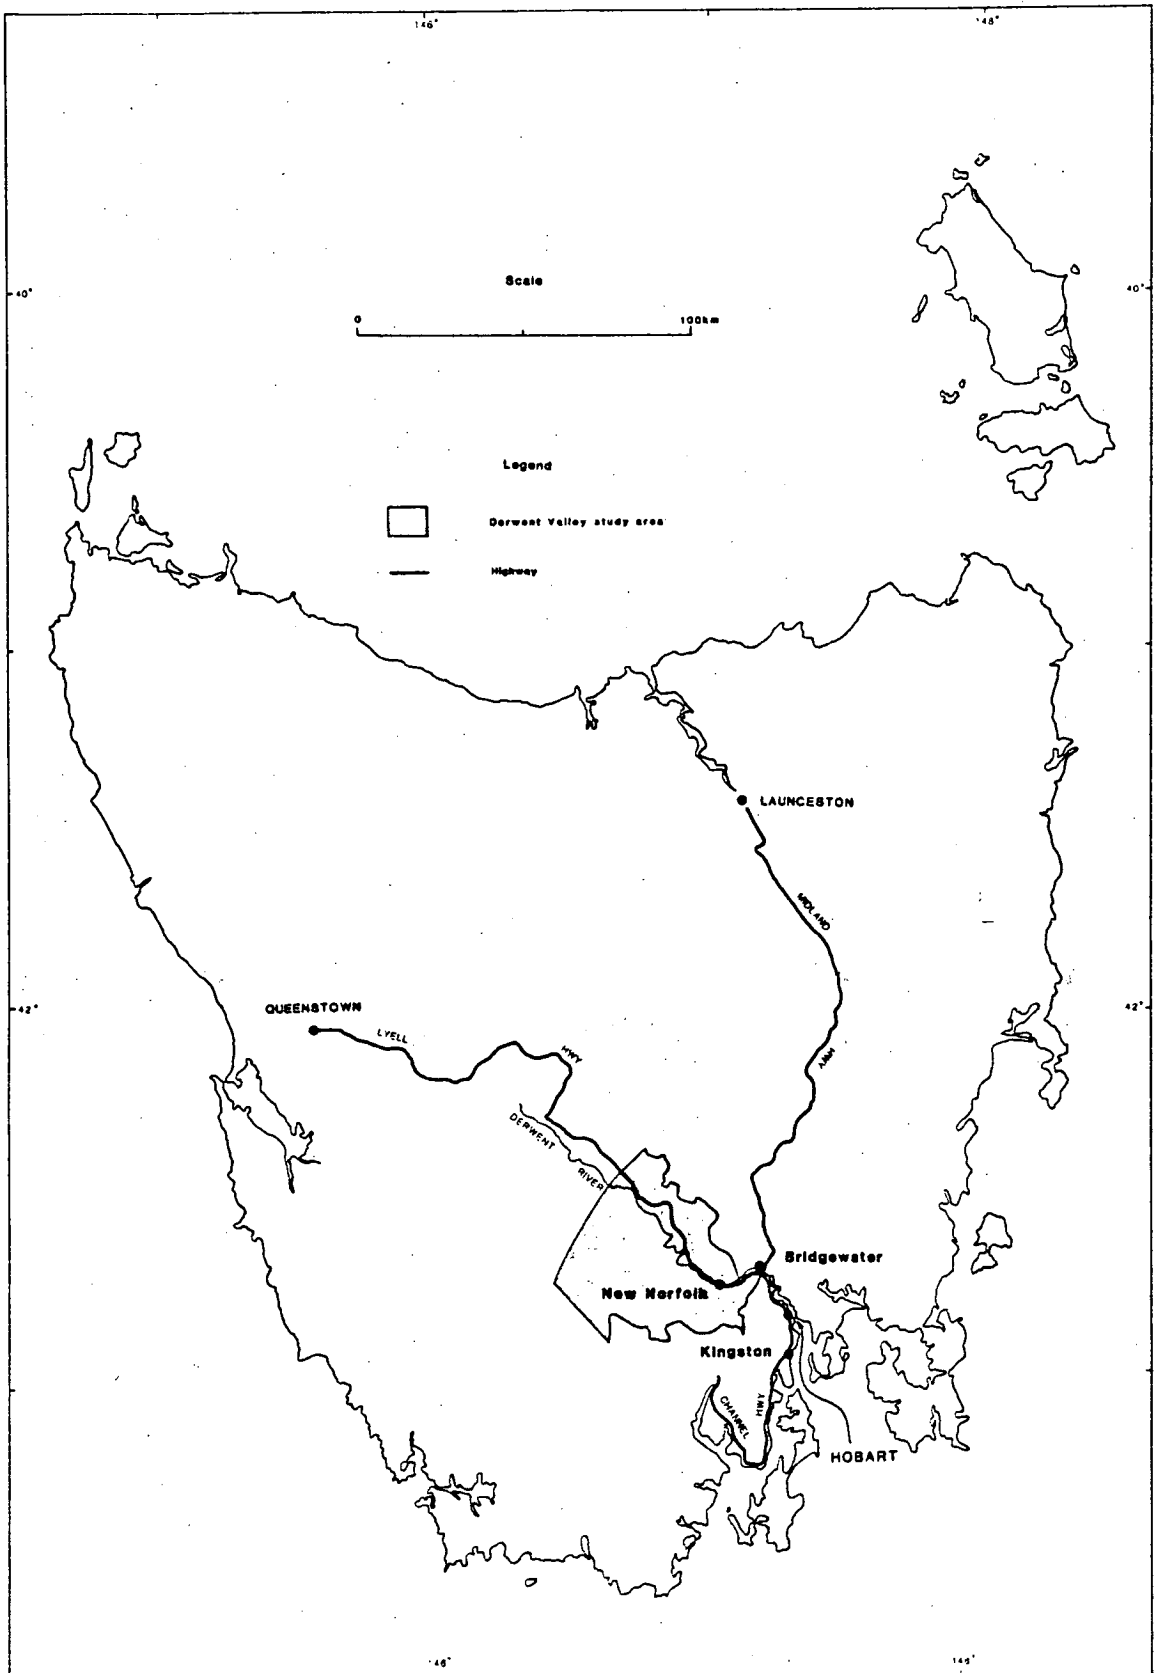 146°
148°
Scale
40°
40°
0
100km
Legend
Derwent Valley study area
Highway
LAUNCESTON
MIDLAND
42°
42°
QUEENSTOWN
LYELL
HWY
HWY
DERWENT
RIVER
Bridgewater
New Norfolk
Kingston
CHANNEL
HWY
HOBART
146°